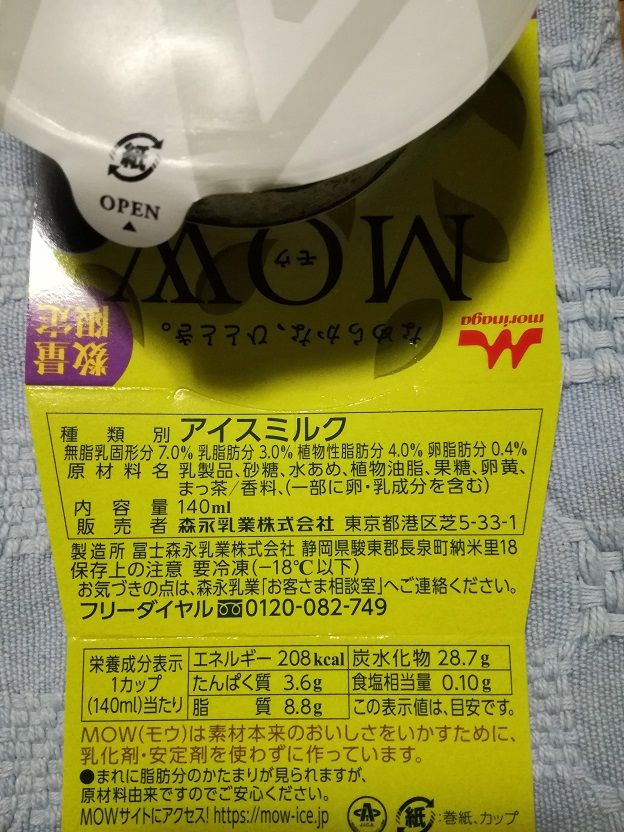 紙
OPEN
MOW
モウ
なめらかな、ひととき。
morinaga
数量
限定
種類別 アイスミルク
無脂乳固形分 7.0% 乳脂肪分 3.0% 植物性脂肪分 4.0% 卵脂肪分 0.4%
原材料名 乳製品、砂糖、水あめ、植物油脂、果糖、卵黄、
まっ茶/香料、(一部に卵・乳成分を含む)
内容量 140ml
販売者 森永乳業株式会社 東京都港区芝5-33-1
製造所 冨士森永乳業株式会社 静岡県駿東郡長泉町納米里18
保存上の注意 要冷凍(−18℃以下)
お気づきの点は、森永乳業「お客さま相談室」へご連絡ください。
フリーダイヤル 0120-082-749
栄養成分表示 1カップ (140ml)当たり
エネルギー 208kcal 炭水化物 28.7g
たんぱく質 3.6g 食塩相当量 0.10g
脂質 8.8g この表示値は、目安です。
MOW(モウ)は素材本来のおいしさをいかすために、
乳化剤・安定剤を使わずに作っています。
●まれに脂肪分のかたまりが見られますが、
原材料由来ですのでご安心ください。
MOWサイトにアクセス! https://mow-ice.jp 紙:巻紙、カップ